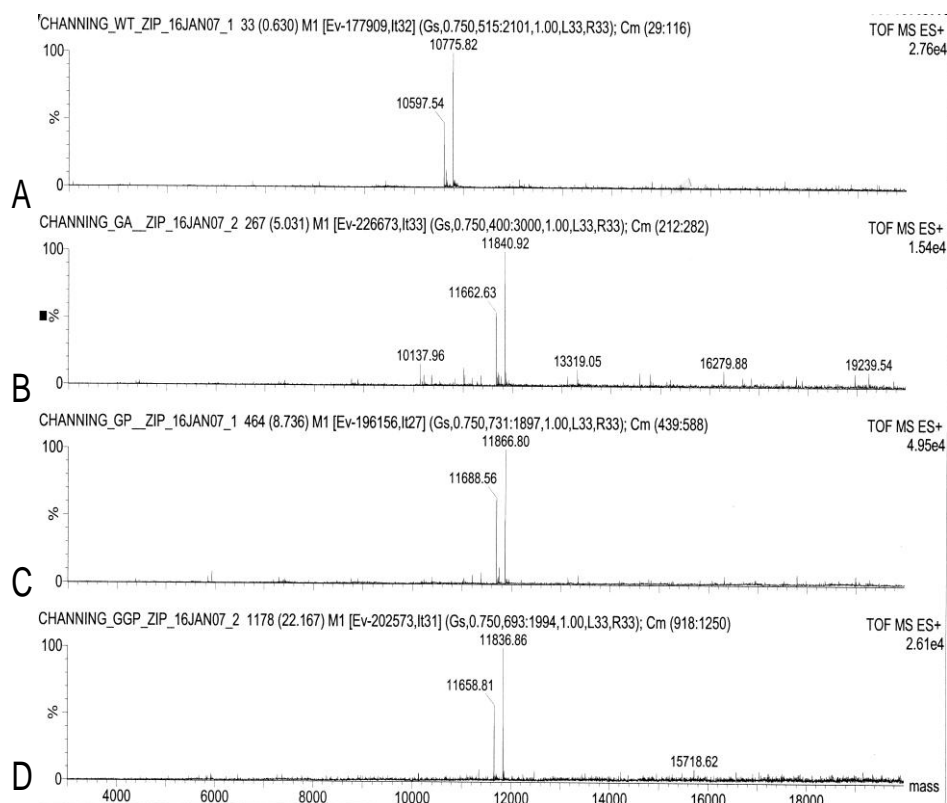 CHANNING_WT_ZIP_16JAN07_1 33 (0.630) M1 [Ev-177909,It32] (Gs,0.750,515:2101,1.00,L33,R33); Cm (29:116)
TOF MS ES+
2.76e4
100
10775.82
10597.54
%
0
A
CHANNING_GA__ZIP_16JAN07_2 267 (5.031) M1 [Ev-226673,It33] (Gs,0.750,400:3000,1.00,L33,R33); Cm (212:282)
TOF MS ES+
1.54e4
100
11840.92
11662.63
%
10137.96
13319.05
16279.88
19239.54
0
B
CHANNING_GP__ZIP_16JAN07_1 464 (8.736) M1 [Ev-196156,It27] (Gs,0.750,731:1897,1.00,L33,R33); Cm (439:588)
TOF MS ES+
4.95e4
100
11866.80
11688.56
%
0
C
CHANNING_GGP_ZIP_16JAN07_2 1178 (22.167) M1 [Ev-202573,It31] (Gs,0.750,693:1994,1.00,L33,R33); Cm (918:1250)
TOF MS ES+
2.61e4
100
11836.86
11658.81
%
15718.62
0
D
mass
4000 6000 8000 10000 12000 14000 16000 18000